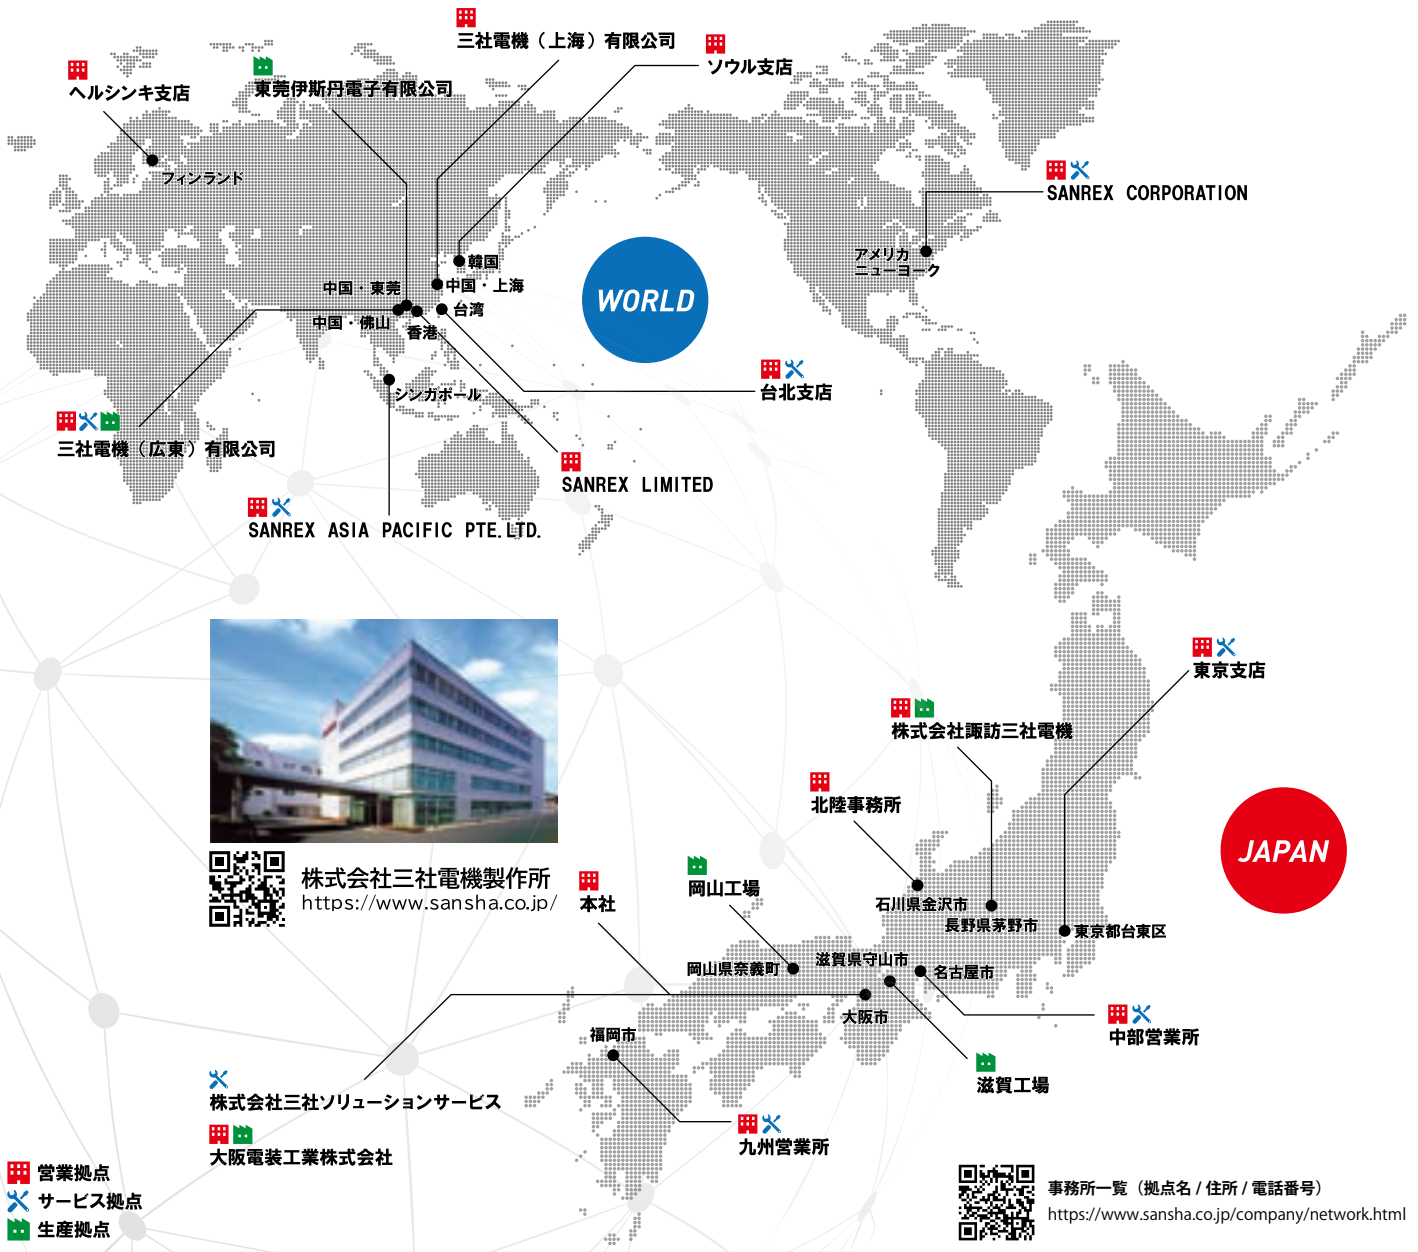 三社電機（上海）有限公司
ソウル支店
ヘルシンキ支店
東莞伊斯丹電子有限公司
フィンランド
SANREX CORPORATION
アメリカ
ニューヨーク
韓国
中国・東莞
中国・上海
中国・佛山
台湾
香港
WORLD
シンガポール
台北支店
三社電機（広東）有限公司
SANREX LIMITED
SANREX ASIA PACIFIC PTE.LTD.
東京支店
株式会社諏訪三社電機
北陸事務所
JAPAN
株式会社三社電機製作所
https://www.sansha.co.jp/
本社
岡山工場
石川県金沢市
長野県茅野市
東京都台東区
岡山県奈義町
滋賀県守山市
名古屋市
大阪市
中部営業所
福岡市
滋賀工場
株式会社三社ソリューションサービス
九州営業所
大阪電装工業株式会社
営業拠点
サービス拠点
生産拠点
事務所一覧（拠点名 / 住所 / 電話番号）
https://www.sansha.co.jp/company/network.html